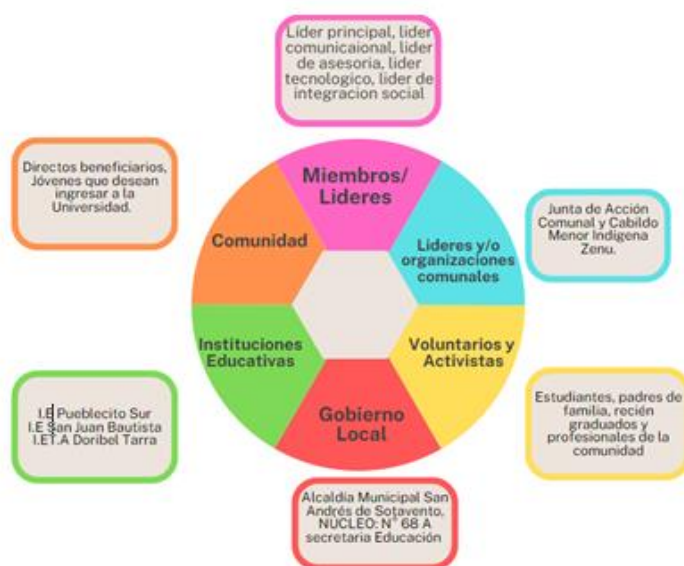 Líder principal, lider
comunicaional, lider
de asesoria, lider
tecnologico, lider de
integracion social
Directos beneficiarios,
Jóvenes que desean
ingresar a la
Universidad.
Miembros/
Lideres
Comunidad
Lideres y/o
organizaciones
comunales
Junta de Acción
Comunal y Cabildo
Menor Indigena
Zenu.
Instituciones
Educativas
Voluntarios y
Activistas
Gobierno
Local
I.E Pueblecito Sur
I.E San Juan Bautista
I.ET.A Doribel Tarra
Estudiantes, padres de
familia, recién
graduados y
profesionales de la
comunidad
Alcaldía Municipal San
Andrés de Sotavento,
NÚCLEO: N° 68 A
secretaria Educación